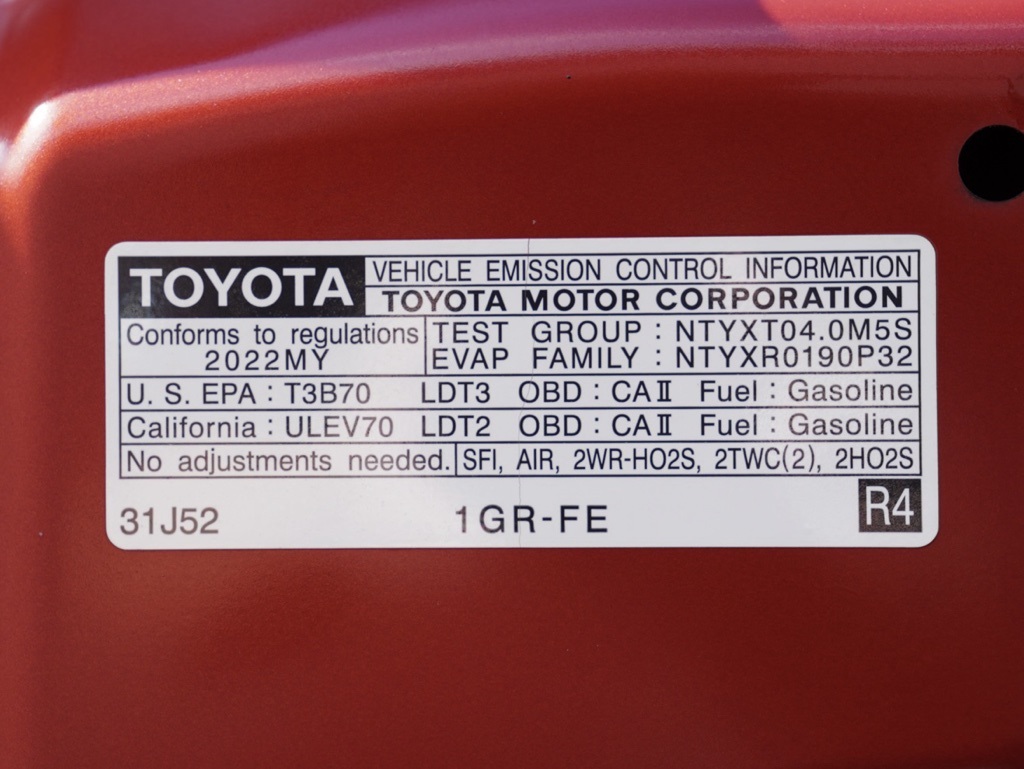 TOYOTA
VEHICLE EMISSION CONTROL INFORMATION
TOYOTA MOTOR CORPORATION
Conforms to regulations
2022MY
TEST GROUP : NTYXT04.0M5S
EVAP FAMILY : NTYXR0190P32
U. S. EPA : T3B70 LDT3 OBD : CAⅡ Fuel : Gasoline
California : ULEV70 LDT2 OBD : CAⅡ Fuel : Gasoline
No adjustments needed. SFI, AIR, 2WR-HO2S, 2TWC(2), 2HO2S
31J52 1GR-FE R4